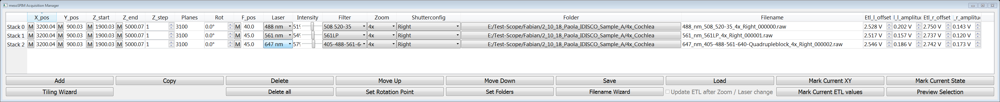 mesoSPIM Acquisition Manager
X_pos Y_pos Z_start Z_end Z_step Planes Rot F_pos Laser Intensity Filter Zoom Shutterconfig Folder Filename Etl_l_offset l_l_amplitud Etl_r_offset _r_amplitud
Stack 0 M 3200.04 M 900.03 M 1900.03 M 5000.07 1 3100 0.0° M 40.0 488 nm 51% 508 520-35 4x Right E:/Test-Scope/Fabian/2_10_18_Paola_IDISCO_Sample_A/4x_Cochlea 488_nm_508_520-35_4x_Right_000000.raw 2.528 V 0.202 V 2.750 V 0.143 V
Stack 1 M 3200.04 M 900.03 M 1900.03 M 5000.07 1 3100 0.0° M 45.0 561 nm 54% 561LP 4x Right E:/Test-Scope/Fabian/2_10_18_Paola_IDISCO_Sample_A/4x_Cochlea 561_nm_561LP_4x_Right_000001.raw 2.517 V 0.157 V 2.737 V 0.120 V
Stack 2 M 3200.04 M 900.03 M 1900.03 M 5000.07 1 3100 0.0° M 45.0 647 nm 57% 405-488-561-6 4x Right E:/Test-Scope/Fabian/2_10_18_Paola_IDISCO_Sample_A/4x_Cochlea 647_nm_405-488-561-640-Quadrupleblock_4x_Right_000002.raw 2.546 V 0.186 V 2.742 V 0.173 V
Add Copy Delete Move Up Move Down Save Load Mark Current XY Mark Current State
Tiling Wizard Delete all Set Rotation Point Set Folders Filename Wizard Update ETL after Zoom / Laser change Mark Current ETL values Preview Selection